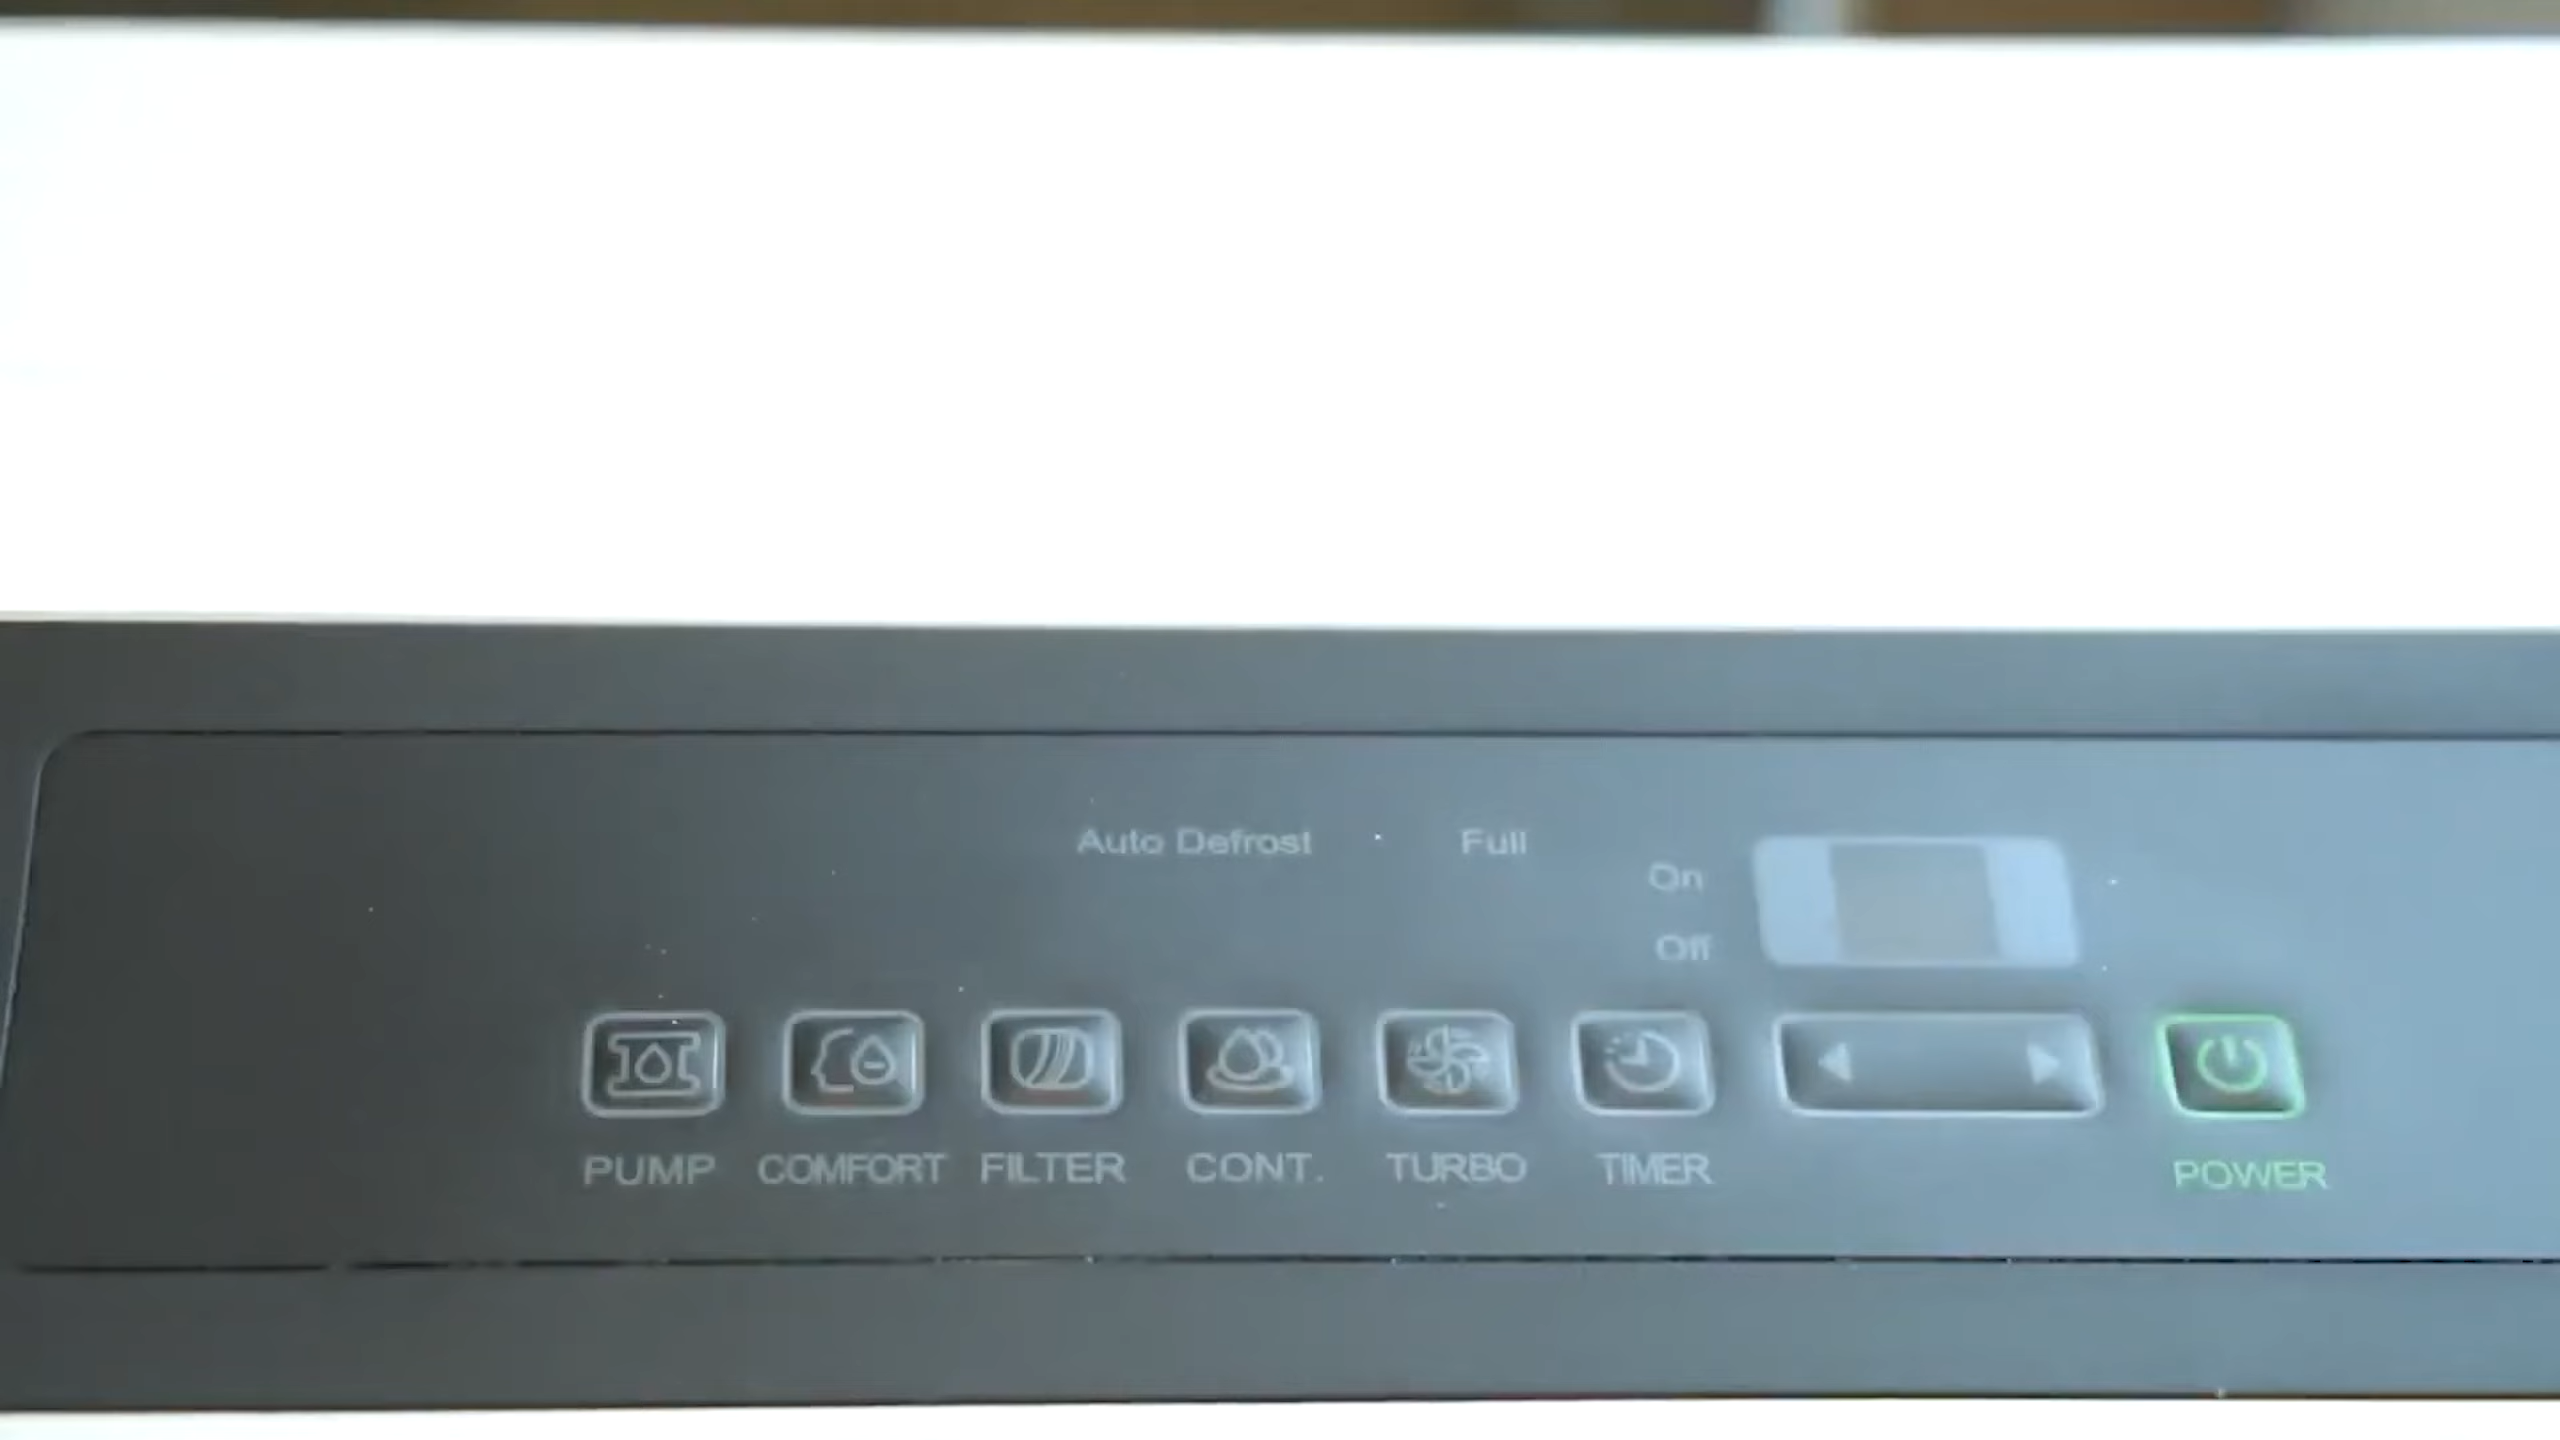 Auto Defrost Full
On
Off
PUMP COMFORT FILTER CONT. TURBO TIMER POWER